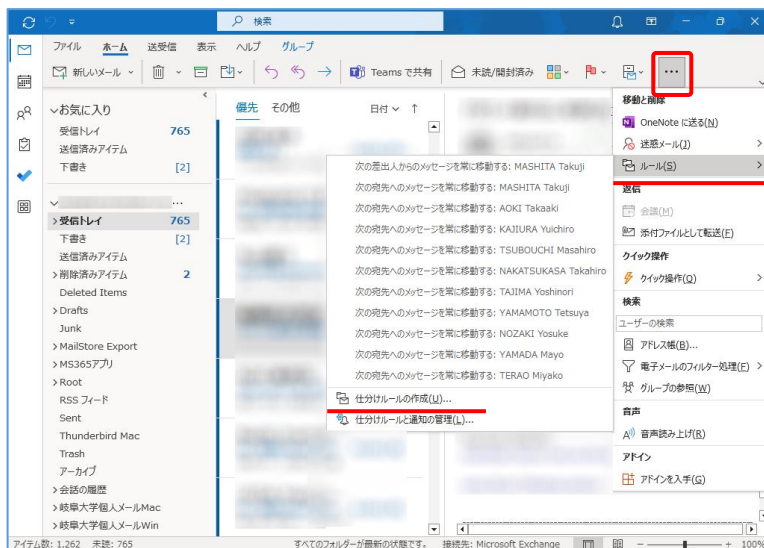 検索
ファイル ホーム 送受信 表示 ヘルプ グループ
新しいメール Teams で共有 未読/開封済み ...
お気に入り
受信トレイ 765
送信済みアイテム
下書き [2]
...
受信トレイ 765
下書き [2]
送信済みアイテム
削除済みアイテム 2
Deleted Items
Drafts
Junk
MailStore Export
MS365アプリ
Root
RSS フィード
Sent
Thunderbird Mac
Trash
アーカイブ
会話の履歴
岐阜大学個人メールMac
岐阜大学個人メールWin
優先 その他 日付
次の差出人からのメッセージを常に移動する: MASHITA Takuji
次の宛先へのメッセージを常に移動する: MASHITA Takuji
次の宛先へのメッセージを常に移動する: AOKI Takaaki
次の宛先へのメッセージを常に移動する: KAJIURA Yuichiro
次の宛先へのメッセージを常に移動する: TSUBOUCHI Masahiro
次の宛先へのメッセージを常に移動する: NAKATSUKASA Takahiro
次の宛先へのメッセージを常に移動する: TAJIMA Yoshinori
次の宛先へのメッセージを常に移動する: YAMAMOTO Tetsuya
次の宛先へのメッセージを常に移動する: NOZAKI Yosuke
次の宛先へのメッセージを常に移動する: YAMADA Mayo
次の宛先へのメッセージを常に移動する: TERAO Miyako
仕分けルールの作成(U)...
仕分けルールと通知の管理(L)...
移動と削除
OneNote に送る(N)
迷惑メール(J)
ルール(S)
返信
会議(M)
添付ファイルとして転送(F)
クイック操作
クイック操作(Q)
検索
ユーザーの検索
アドレス帳(B)...
電子メールのフィルター処理(E)
グループの参照(W)
音声
音声読み上げ(R)
アドイン
アドインを入手(G)
アイテム数: 1,262 未読: 765 すべてのフォルダーが最新の状態です。 接続先: Microsoft Exchange 100%